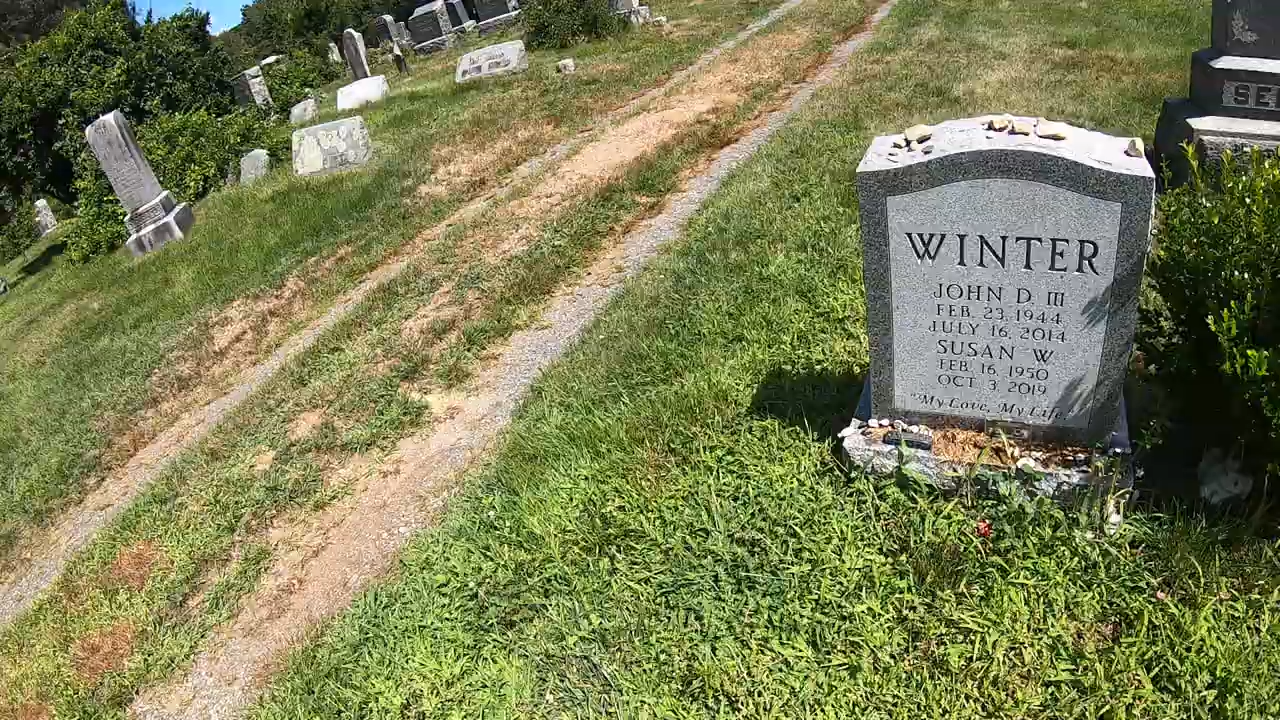 WINTER
JOHN D. III
FEB. 23, 1944
JULY 16, 2014
SUSAN W
FEB. 16, 1950
OCT. 3, 2019
"My Love, My Life"
SE